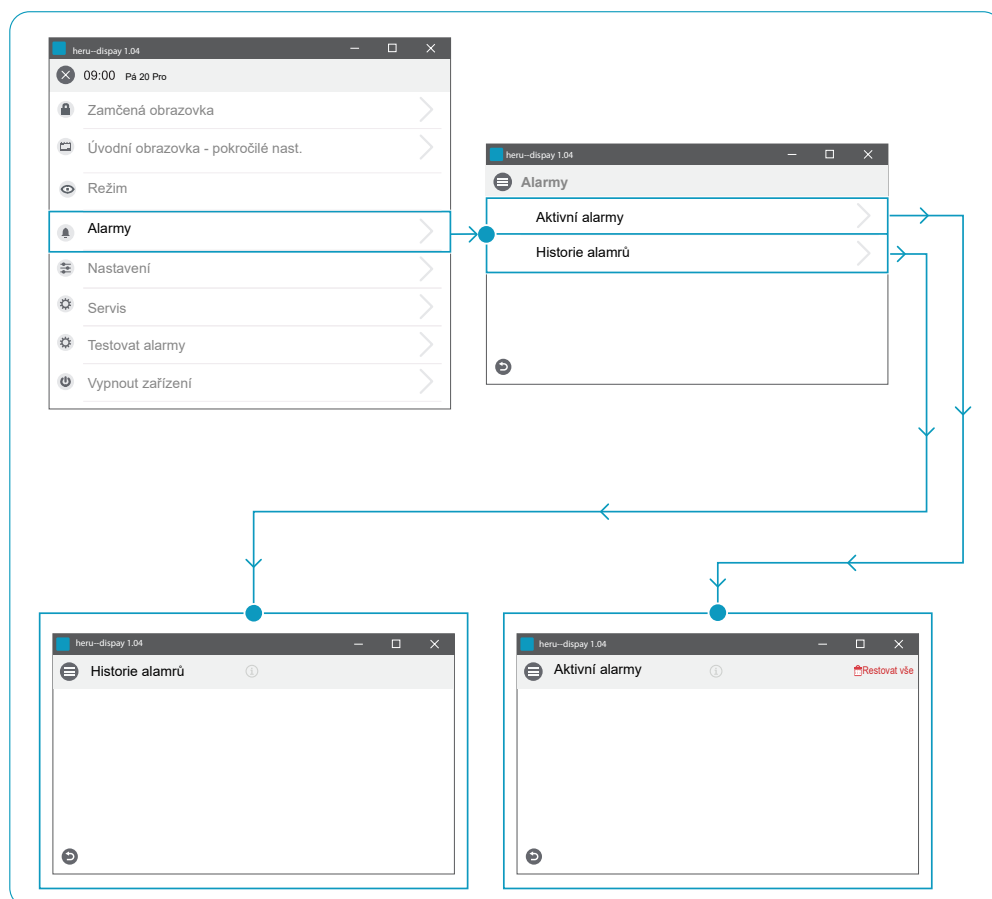 heru--dispay 1.04
09:00 Pá 20 Pro
Zamčená obrazovka
Úvodní obrazovka - pokročilé nast.
Režim
Alarmy
Nastavení
Servis
Testovat alarmy
Vypnout zařízení
heru--dispay 1.04
Alarmy
Aktivní alarmy
Historie alamrů
heru--dispay 1.04
Historie alamrů
heru--dispay 1.04
Aktivní alarmy
Restovat vše